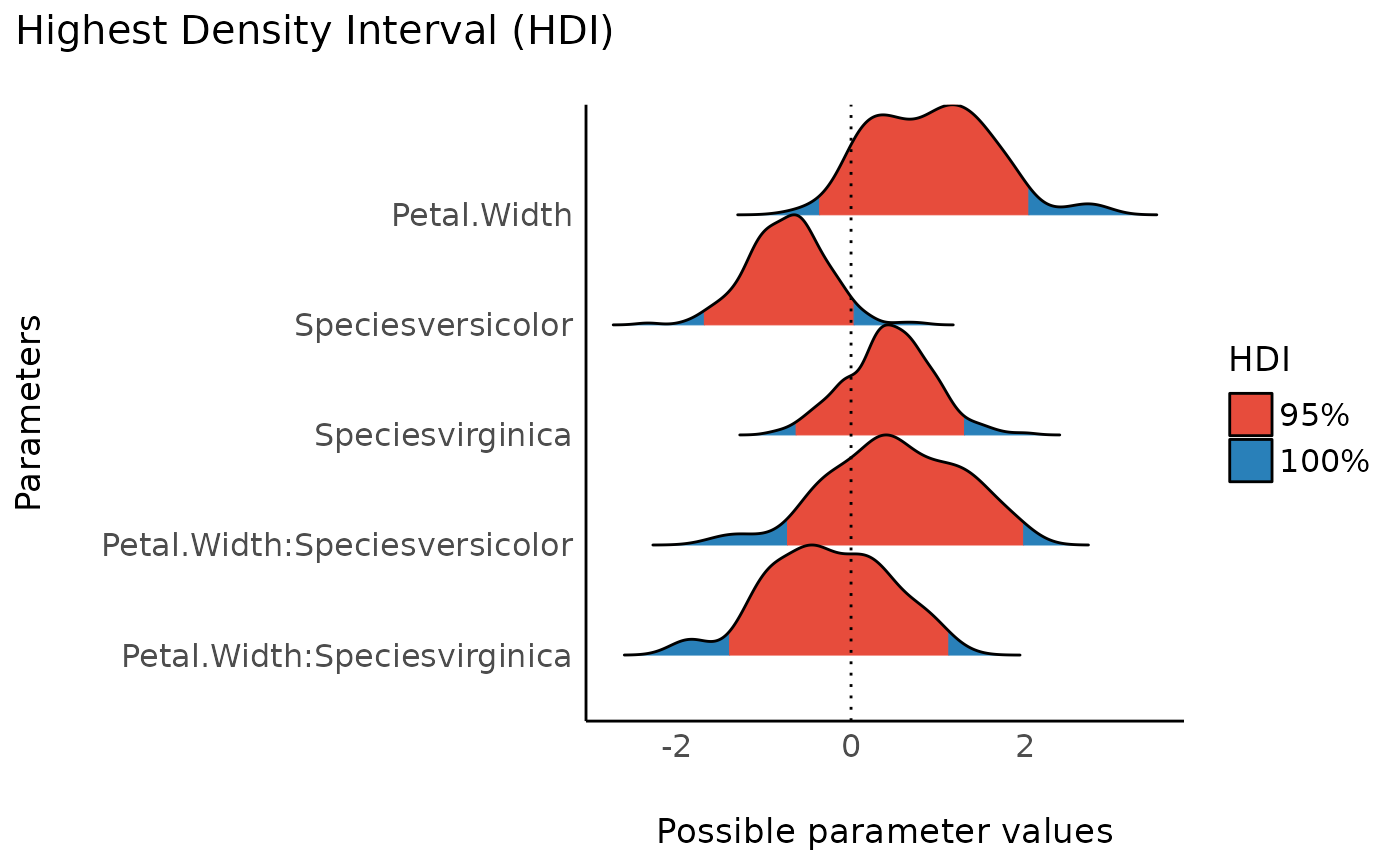 Highest Density Interval (HDI)
Parameters
Petal.Width
Speciesversicolor
Speciesvirginica
Petal.Width:Speciesversicolor
Petal.Width:Speciesvirginica
-2 0 2
Possible parameter values
HDI
95%
100%